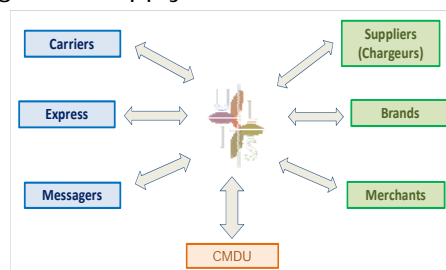 Carriers
Suppliers
(Chargeurs)
Express
Brands
Messagers
Merchants
CMDU